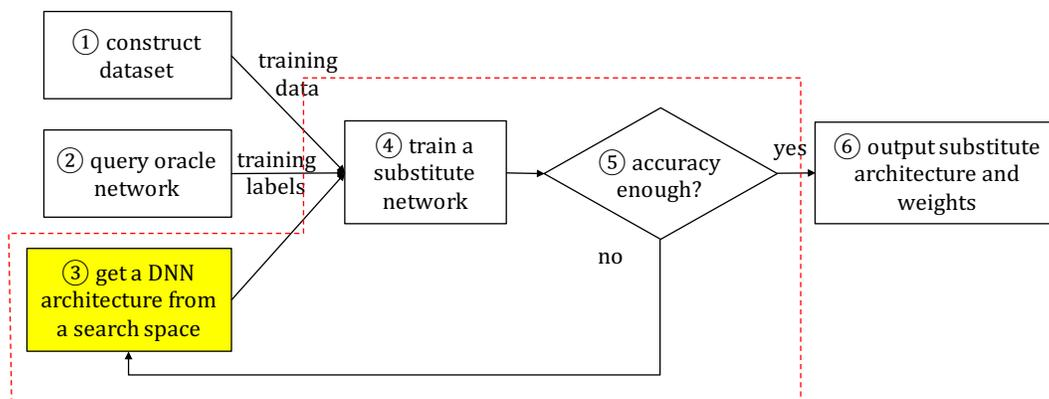 ① construct
dataset
training
data
② query oracle
network
training
labels
③ get a DNN
architecture from
a search space
④ train a
substitute
network
⑤ accuracy
enough?
yes
no
⑥ output substitute
architecture and
weights